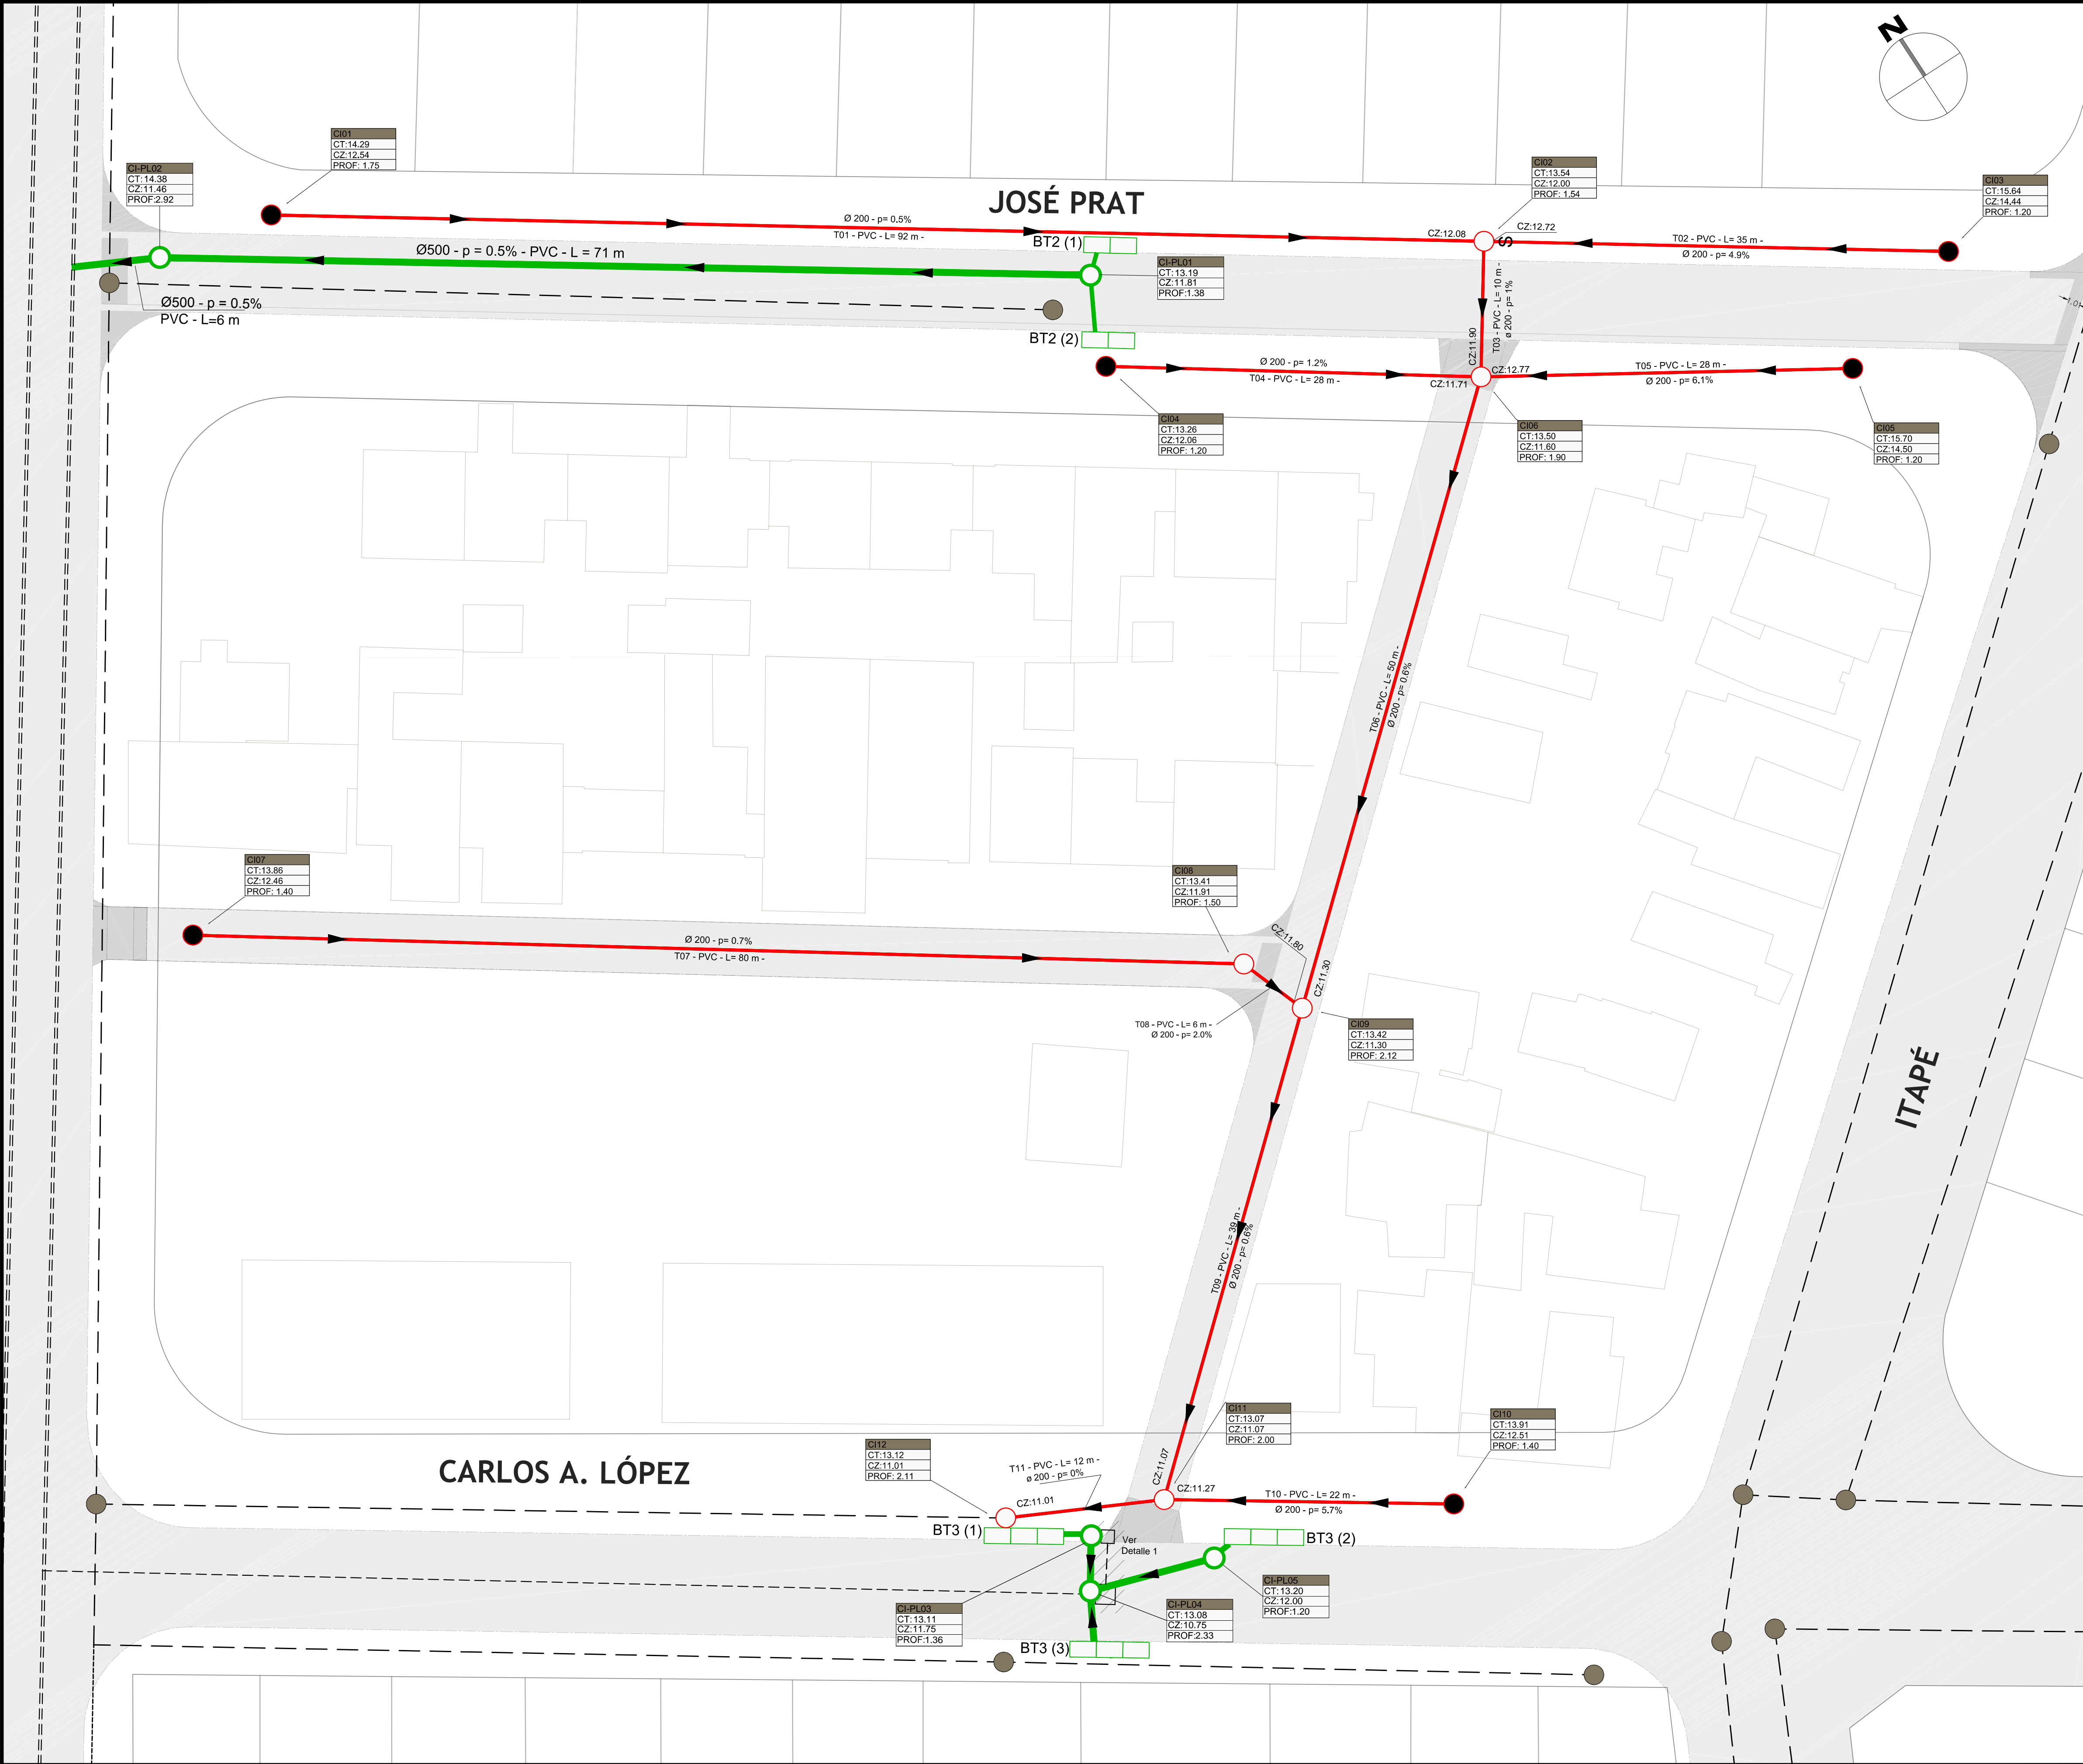 N
CI01
CT:14.29
CZ:12.54
PROF: 1.75
CI-PL02
CT: 14.38
CZ:11.46
PROF:2.92
CI02
CT:13.54
CZ:12.00
PROF: 1.54
CI03
CT:15.64
CZ:14.44
PROF: 1.20
JOSÉ PRAT
Ø 200 - p= 0.5%
T01 - PVC - L= 92 m -
CZ:12.08
CZ:12.72
S
T02 - PVC - L= 35 m -
Ø 200 - p= 4.9%
BT2 (1)
Ø500 - p = 0.5% - PVC - L = 71 m
CI-PL01
CT: 13.19
CZ:11.81
PROF:1.38
Ø500 - p = 0.5%
PVC - L=6 m
T03 - PVC - L= 10 m -
ø 200 - p= 1%
CZ:11.90
BT2 (2)
Ø 200 - p= 1.2%
T04 - PVC - L= 28 m -
CZ:11.71
CZ:12.77
T05 - PVC - L= 28 m -
Ø 200 - p= 6.1%
CI04
CT:13.26
CZ:12.06
PROF: 1.20
CI06
CT:13.50
CZ:11.60
PROF: 1.90
CI05
CT:15.70
CZ:14.50
PROF: 1.20
T06 - PVC - L= 50 m -
Ø 200 - p= 0.6%
CI07
CT:13.86
CZ:12.46
PROF: 1.40
CI08
CT:13.41
CZ:11.91
PROF: 1.50
Ø 200 - p= 0.7%
T07 - PVC - L= 80 m -
CZ:11.80
CZ:11.30
T08 - PVC - L= 6 m -
Ø 200 - p= 2.0%
CI09
CT:13.42
CZ:11.30
PROF: 2.12
ITAPÉ
T09 - PVC - L= 39 m -
Ø 200 - p= 0.6%
CI11
CT:13.07
CZ:11.07
PROF: 2.00
CI10
CT:13.91
CZ:12.51
PROF: 1.40
CI12
CT:13.12
CZ:11.01
PROF: 2.11
CARLOS A. LÓPEZ
T11 - PVC - L= 12 m -
ø 200 - p= 0%
CZ:11.07
CZ:11.01
CZ:11.27
T10 - PVC - L= 22 m -
Ø 200 - p= 5.7%
BT3 (1)
Ver
Detalle 1
BT3 (2)
CI-PL05
CT: 13.20
CZ:12.00
PROF:1.20
CI-PL03
CT: 13.11
CZ:11.75
PROF:1.36
CI-PL04
CT: 13.08
CZ:10.75
PROF:2.33
BT3 (3)